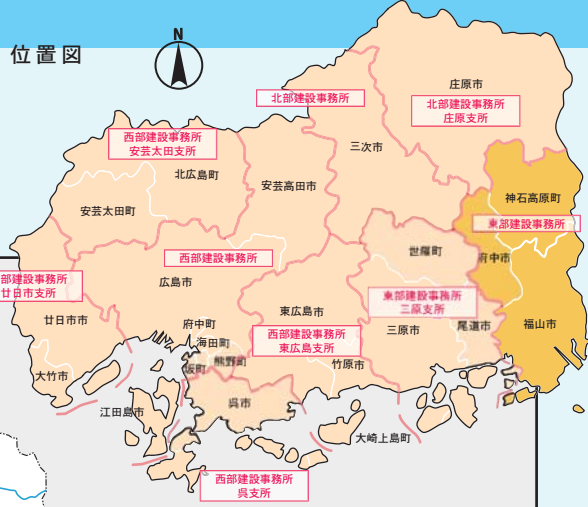 位置図
N
庄原市
北部建設事務所
北部建設事務所
庄原支所
西部建設事務所
安芸太田支所
三次市
北広島町
安芸高田市
神石高原町
安芸太田町
東部建設事務所
世羅町
府中市
西部建設事務所
部建設事務所
廿日市支所
広島市
東部建設事務所
三原支所
廿日市市
東広島市
府中町
三原市
尾道市
福山市
海田町
西部建設事務所
東広島支所
熊野町
坂町
竹原市
大竹市
呉市
江田島市
大崎上島町
西部建設事務所
呉支所